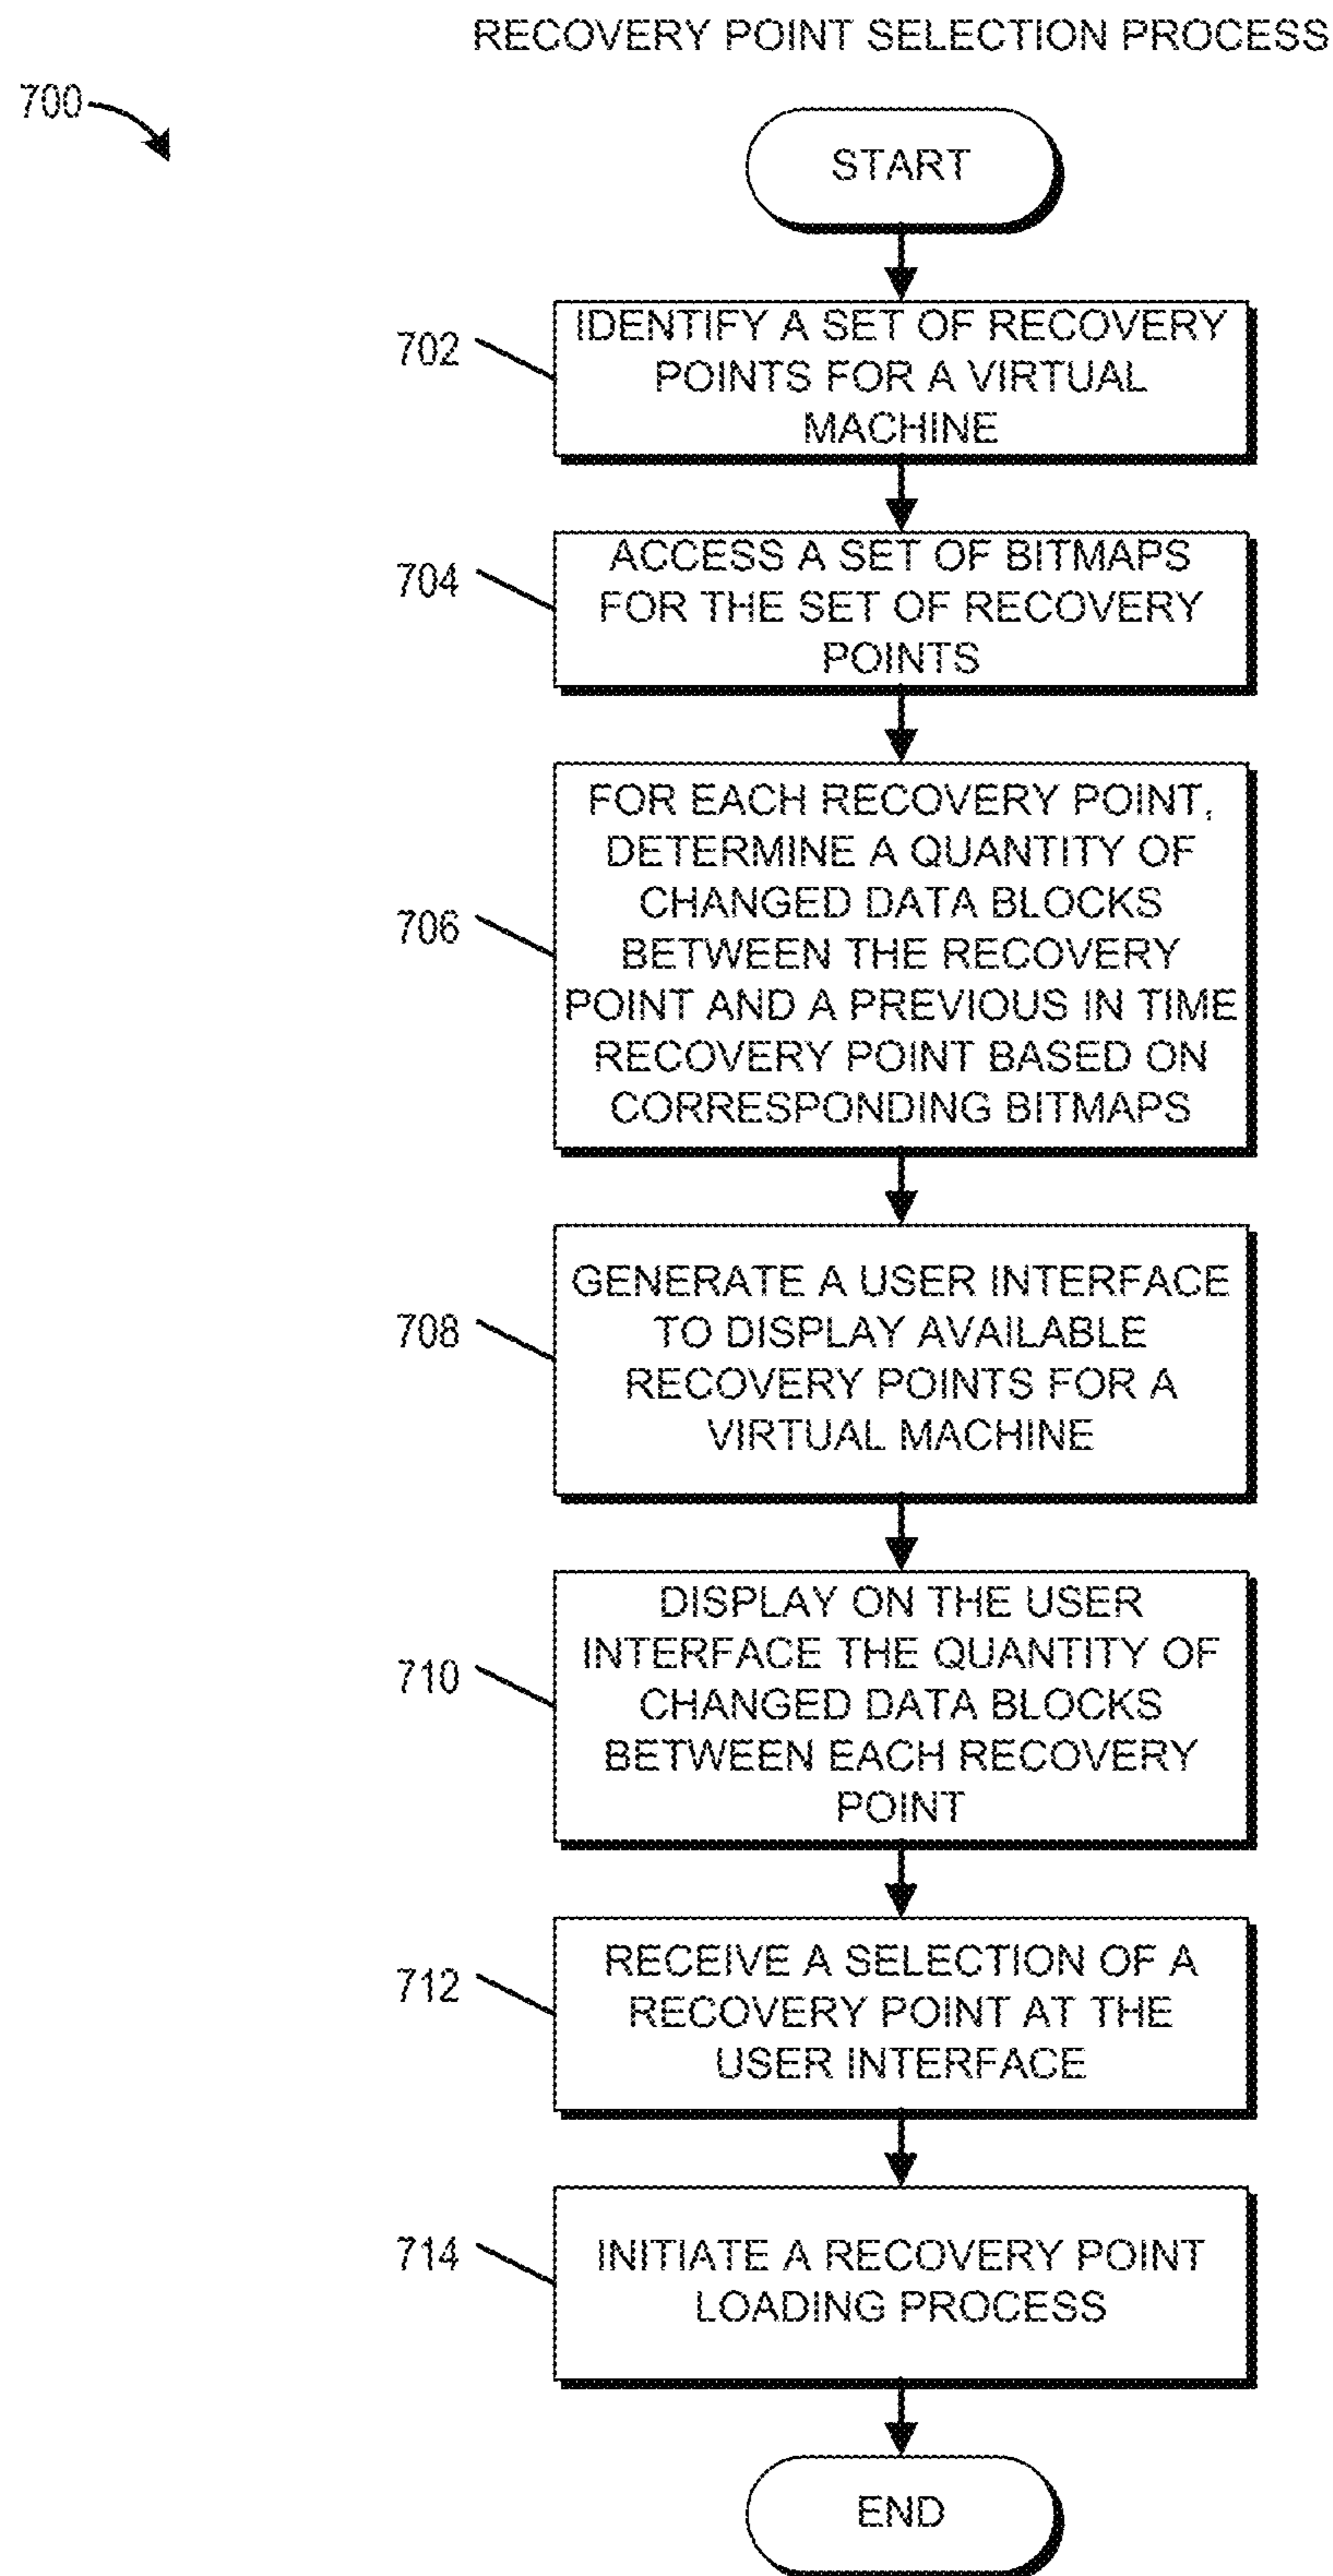 RECOVERY POINT SELECTION PROCESS
700
START
702
IDENTIFY A SET OF RECOVERY
POINTS FOR A VIRTUAL
MACHINE
704
ACCESS A SET OF BITMAPS
FOR THE SET OF RECOVERY
POINTS
706
FOR EACH RECOVERY POINT,
DETERMINE A QUANTITY OF
CHANGED DATA BLOCKS
BETWEEN THE RECOVERY
POINT AND A PREVIOUS IN TIME
RECOVERY POINT BASED ON
CORRESPONDING BITMAPS
708
GENERATE A USER INTERFACE
TO DISPLAY AVAILABLE
RECOVERY POINTS FOR A
VIRTUAL MACHINE
710
DISPLAY ON THE USER
INTERFACE THE QUANTITY OF
CHANGED DATA BLOCKS
BETWEEN EACH RECOVERY
POINT
712
RECEIVE A SELECTION OF A
RECOVERY POINT AT THE
USER INTERFACE
714
INITIATE A RECOVERY POINT
LOADING PROCESS
END